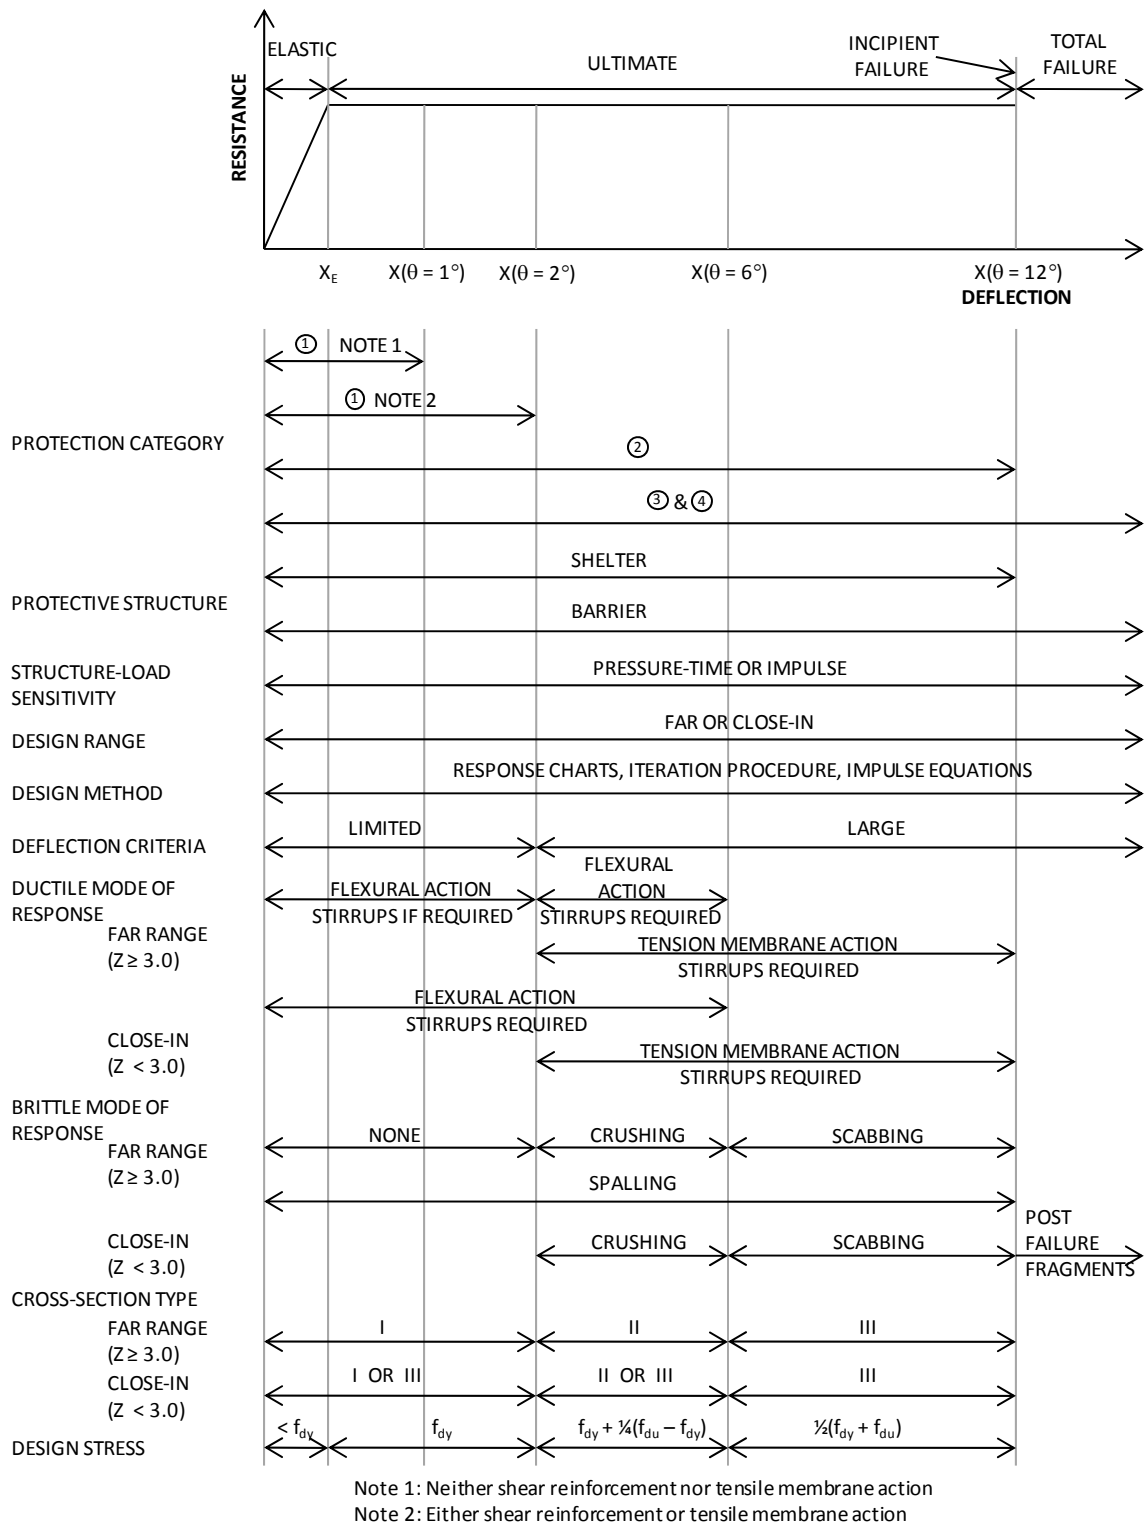 ELASTIC
ULTIMATE
INCIPIENT
FAILURE
TOTAL
FAILURE
RESISTANCE
X_E
X(θ = 1°)
X(θ = 2°)
X(θ = 6°)
X(θ = 12°)
DEFLECTION
① NOTE 1
① NOTE 2
PROTECTION CATEGORY
②
③ & ④
SHELTER
PROTECTIVE STRUCTURE
BARRIER
STRUCTURE-LOAD
SENSITIVITY
PRESSURE-TIME OR IMPULSE
DESIGN RANGE
FAR OR CLOSE-IN
DESIGN METHOD
RESPONSE CHARTS, ITERATION PROCEDURE, IMPULSE EQUATIONS
DEFLECTION CRITERIA
LIMITED
LARGE
DUCTILE MODE OF
RESPONSE
FAR RANGE
(Z ≥ 3.0)
FLEXURAL ACTION
STIRRUPS IF REQUIRED
FLEXURAL
ACTION
STIRRUPS REQUIRED
TENSION MEMBRANE ACTION
STIRRUPS REQUIRED
FLEXURAL ACTION
STIRRUPS REQUIRED
CLOSE-IN
(Z < 3.0)
TENSION MEMBRANE ACTION
STIRRUPS REQUIRED
BRITTLE MODE OF
RESPONSE
FAR RANGE
(Z ≥ 3.0)
NONE
CRUSHING
SCABBING
SPALLING
CLOSE-IN
(Z < 3.0)
CRUSHING
SCABBING
POST
FAILURE
FRAGMENTS
CROSS-SECTION TYPE
FAR RANGE
(Z ≥ 3.0)
I
II
III
CLOSE-IN
(Z < 3.0)
I OR III
II OR III
III
DESIGN STRESS
< f_dy
f_dy
f_dy + ¼(f_du – f_dy)
½(f_dy + f_du)
Note 1: Neither shear reinforcement nor tensile membrane action
Note 2: Either shear reinforcement or tensile membrane action